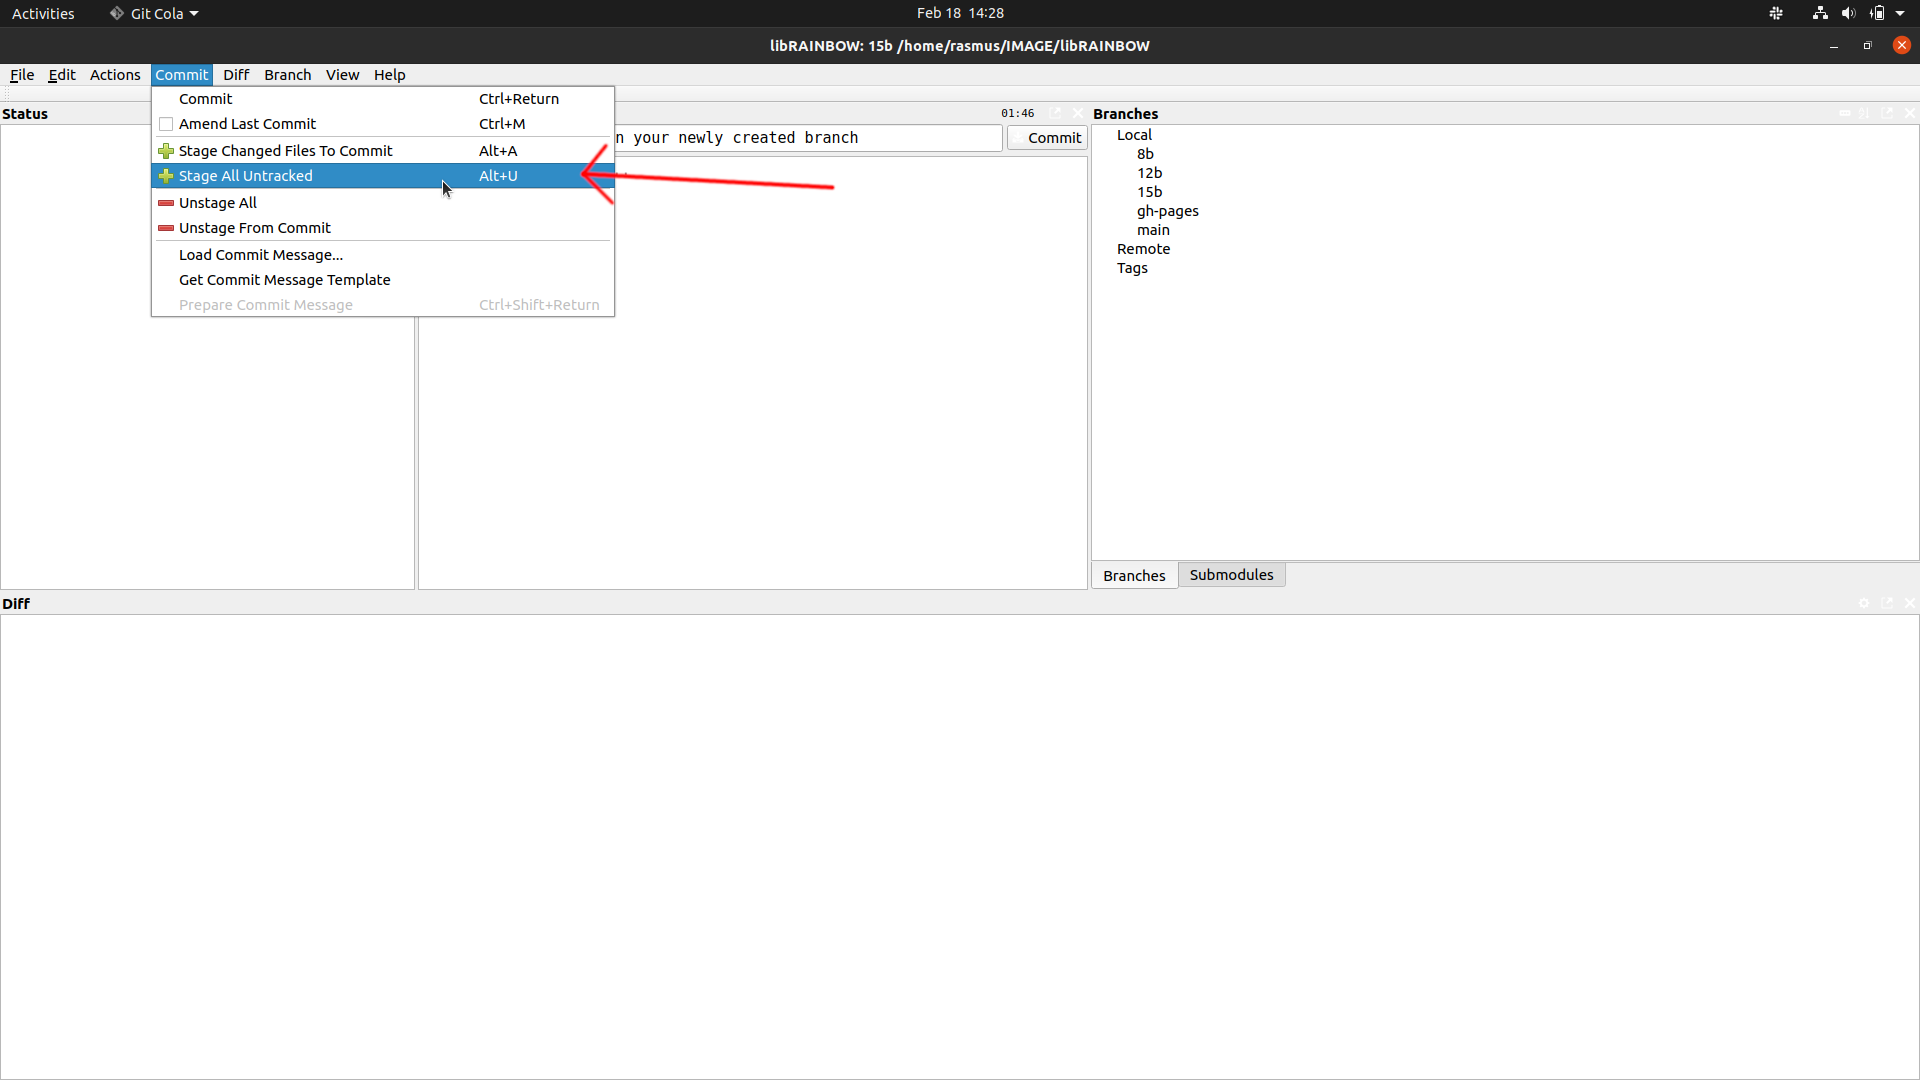 Activities Git Cola Feb 18 14:28
libRAINBOW: 15b /home/rasmus/IMAGE/libRAINBOW
File Edit Actions Commit Diff Branch View Help
Status
Commit Ctrl+Return
Amend Last Commit Ctrl+M
Stage Changed Files To Commit Alt+A
Stage All Untracked Alt+U
Unstage All
Unstage From Commit
Load Commit Message...
Get Commit Message Template
Prepare Commit Message Ctrl+Shift+Return
01:46
n your newly created branch Commit
Branches
Local
8b
12b
15b
gh-pages
main
Remote
Tags
Branches Submodules
Diff